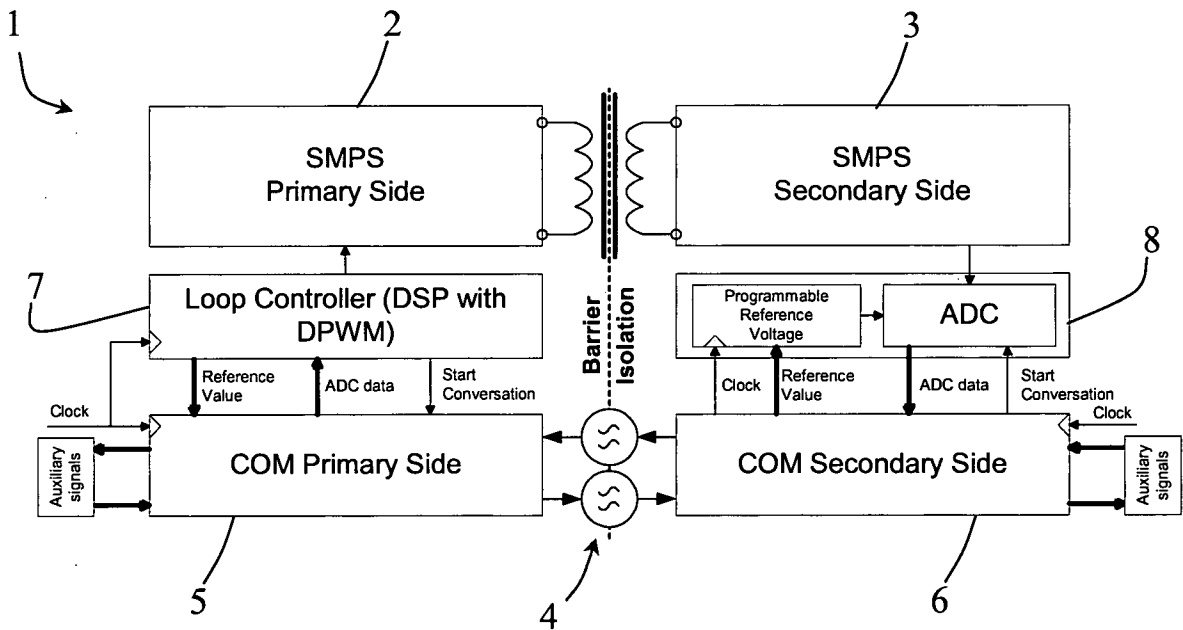 1
2
3
SMPS
Primary Side
SMPS
Secondary Side
7
8
Loop Controller (DSP with
DPWM)
Barrier
Isolation
Programmable
Reference
Voltage
ADC
Reference
Value
ADC data
Start
Conversation
Clock
Reference
Value
ADC data
Start
Conversation
Clock
Clock
Auxiliary
signals
COM Primary Side
COM Secondary Side
Auxiliary
signals
5
4
6